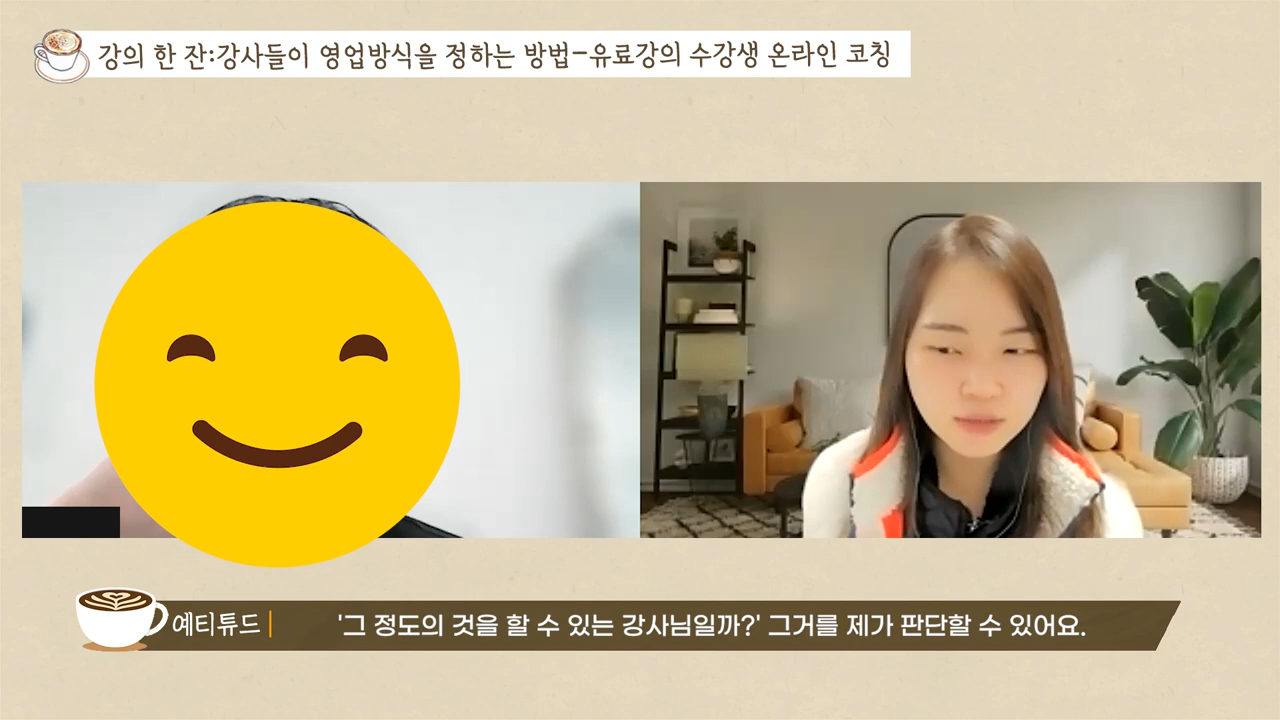 강의 한 잔:강사들이 영업방식을 정하는 방법-유료강의 수강생 온라인 코칭
예티튜드 '그 정도의 것을 할 수 있는 강사님일까?' 그거를 제가 판단할 수 있어요.